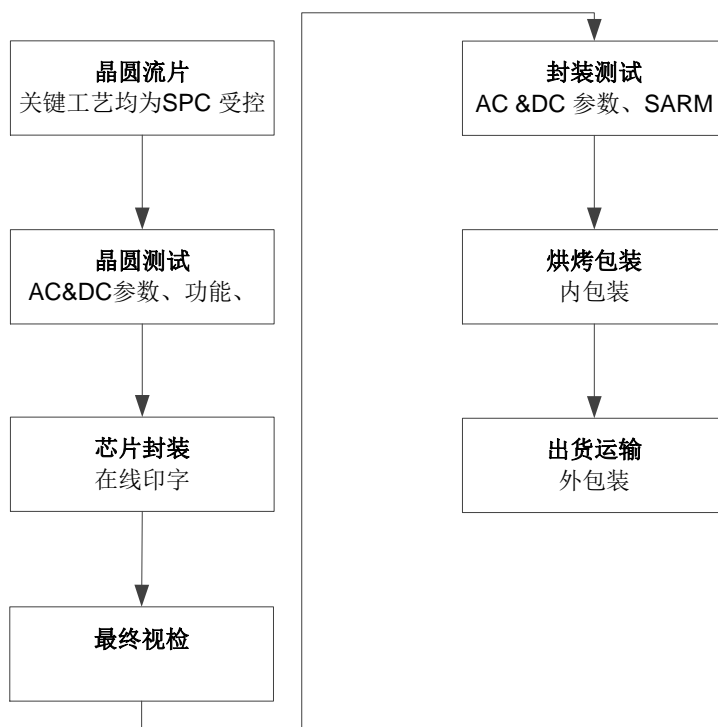 晶圆流片
关键工艺均为SPC 受控
晶圆测试
AC&DC参数、功能、
芯片封装
在线印字
最终视检
封装测试
AC &DC 参数、SARM
烘烤包装
内包装
出货运输
外包装